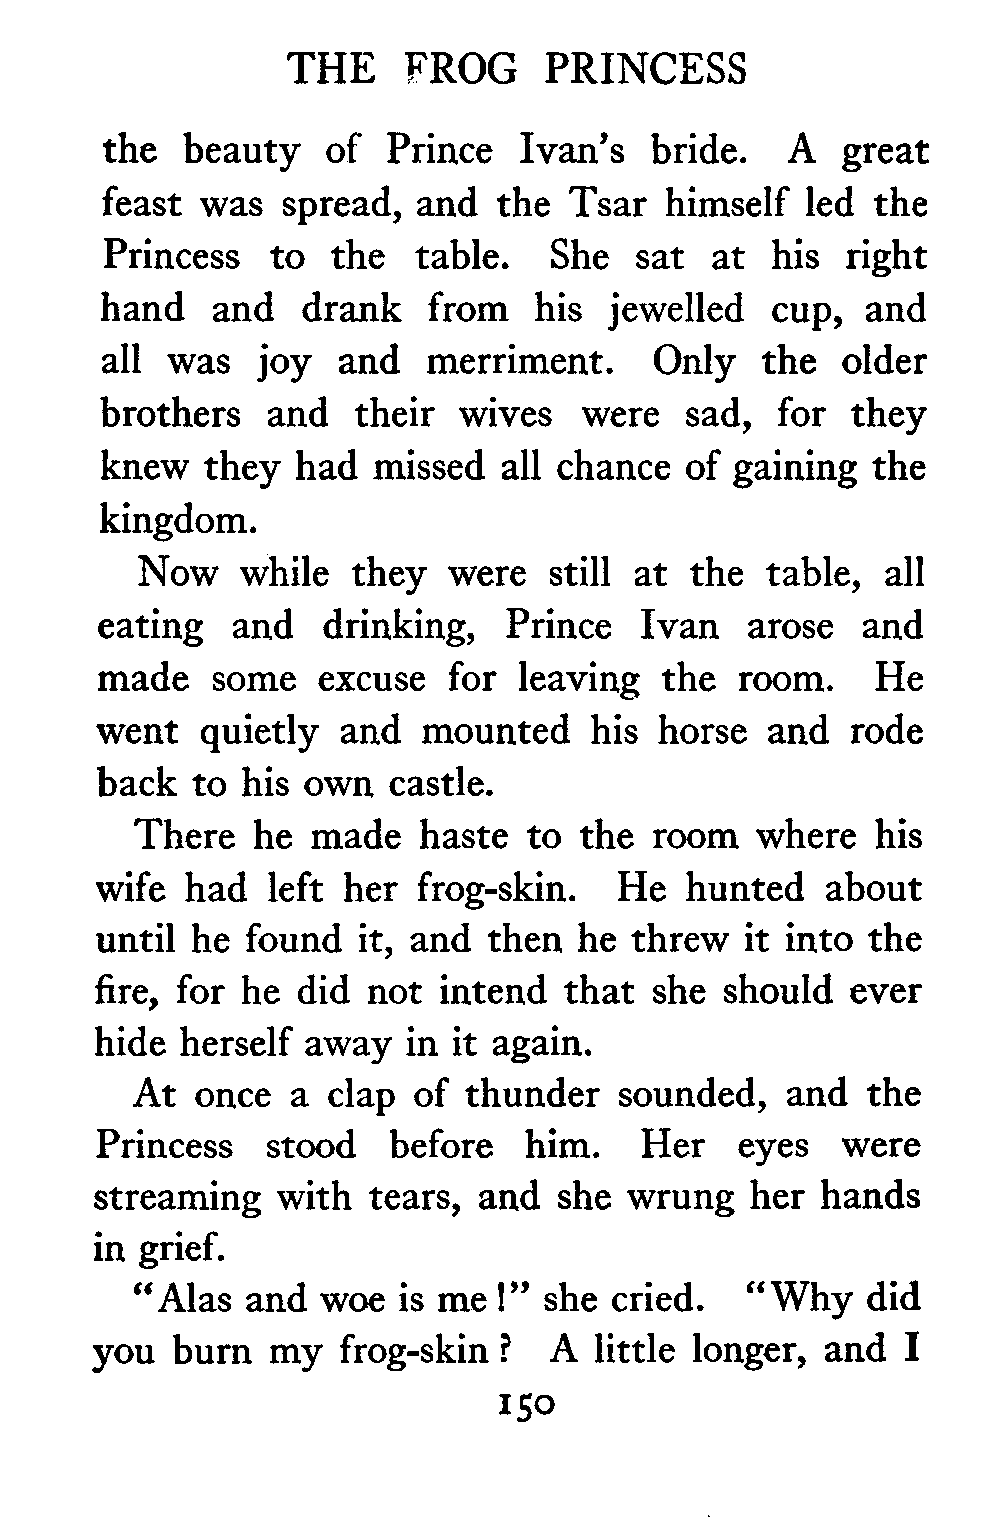 THE FROG PRINCESS
the beauty of Prince Ivan's bride. A great
feast was spread, and the Tsar himself led the
Princess to the table. She sat at his right
hand and drank from his jewelled cup, and
all was joy and merriment. Only the older
brothers and their wives were sad, for they
knew they had missed all chance of gaining the
kingdom.
Now while they were still at the table, all
eating and drinking, Prince Ivan arose and
made some excuse for leaving the room. He
went quietly and mounted his horse and rode
back to his own castle.
There he made haste to the room where his
wife had left her frog-skin. He hunted about
until he found it, and then he threw it into the
fire, for he did not intend that she should ever
hide herself away in it again.
At once a clap of thunder sounded, and the
Princess stood before him. Her eyes were
streaming with tears, and she wrung her hands
in grief.
"Alas and woe is me!" she cried. "Why did
you burn my frog-skin? A little longer, and I
150